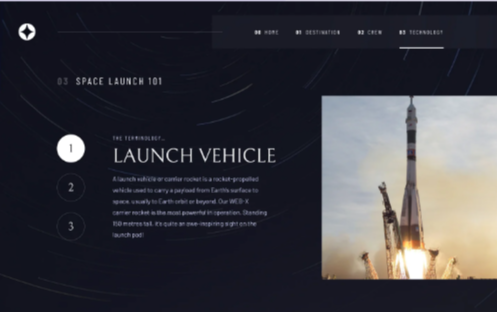 00 HOME 01 DESTINATION 02 CREW 03 TECHNOLOGY
03 SPACE LAUNCH 101
THE TERMINOLOGY...
LAUNCH VEHICLE
1
A launch vehicle or carrier rocket is a rocket-propelled
vehicle used to carry a payload from Earth's surface to
2
space, usually to Earth orbit or beyond. Our WEB-X
carrier rocket is the most powerful in operation. Standing
150 metres tall, it's quite an awe-inspiring sight on the
3
launch pad!